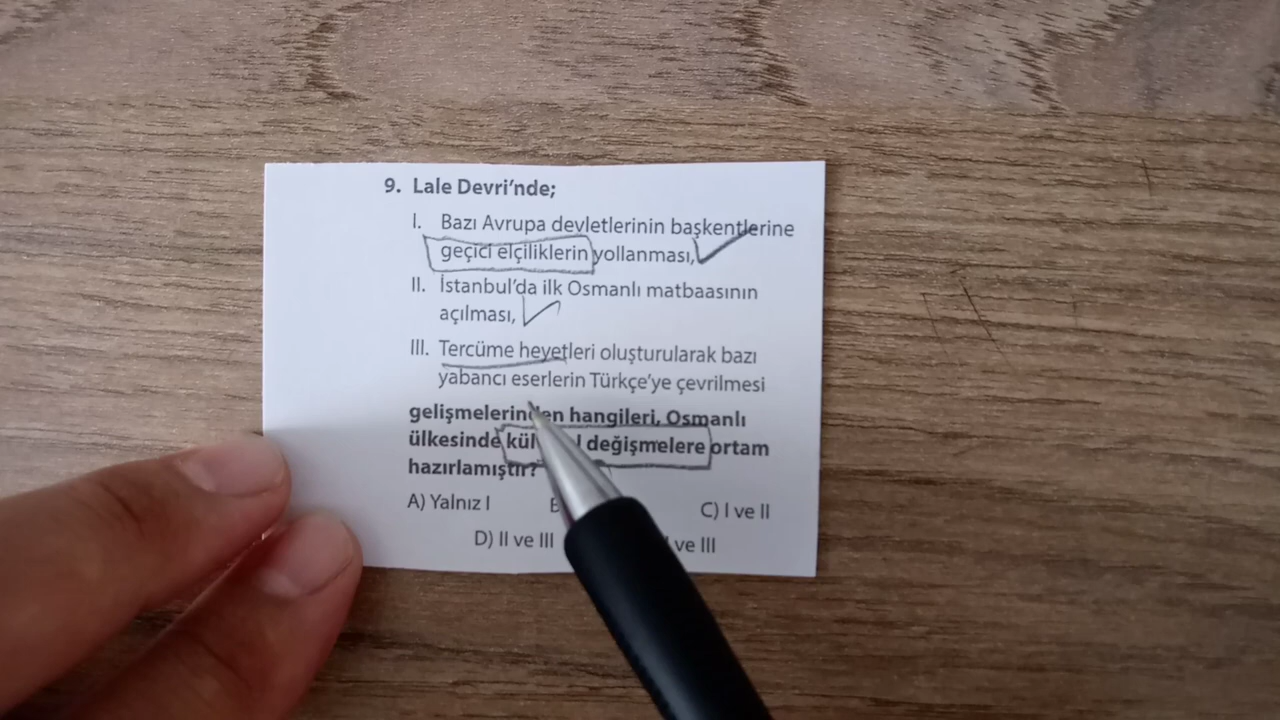 9. Lale Devri'nde;
I. Bazı Avrupa devletlerinin başkentlerine
geçici elçiliklerin yollanması,
II. İstanbul'da ilk Osmanlı matbaasının
açılması,
III. Tercüme heyetleri oluşturularak bazı
yabancı eserlerin Türkçe'ye çevrilmesi
gelişmelerinden hangileri, Osmanlı
ülkesinde değişmelere ortam
hazırlamıştır?
A) Yalnız I C) I ve II
D) II ve III ve III